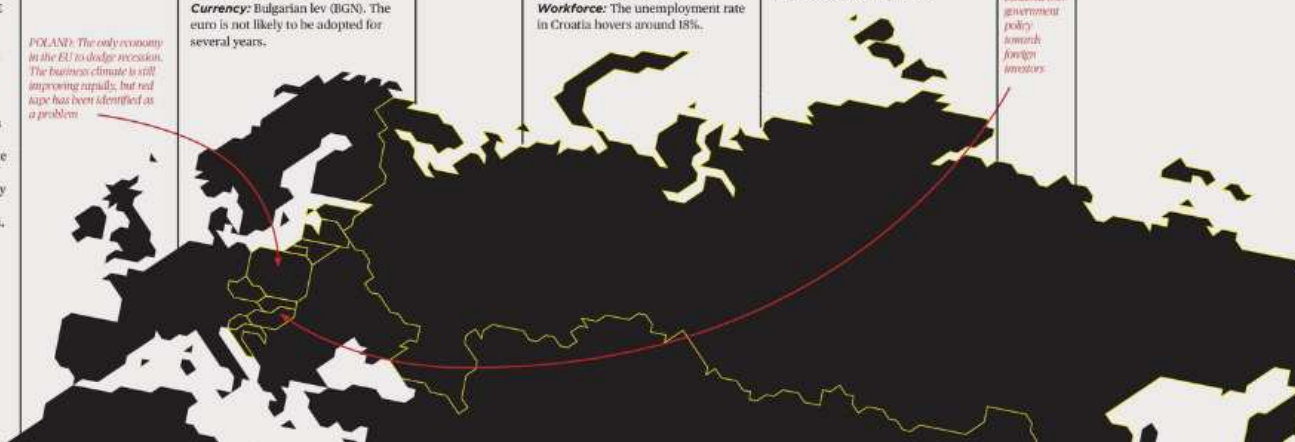 POLAND: The only economy
in the EU to dodge recession.
The business climate is still
improving rapidly, but red
tape has been identified as
a problem
Currency: Bulgarian lev (BGN). The
euro is not likely to be adopted for
several years.
Workforce: The unemployment rate
in Croatia hovers around 18%.
government
policy
towards
foreign
investors